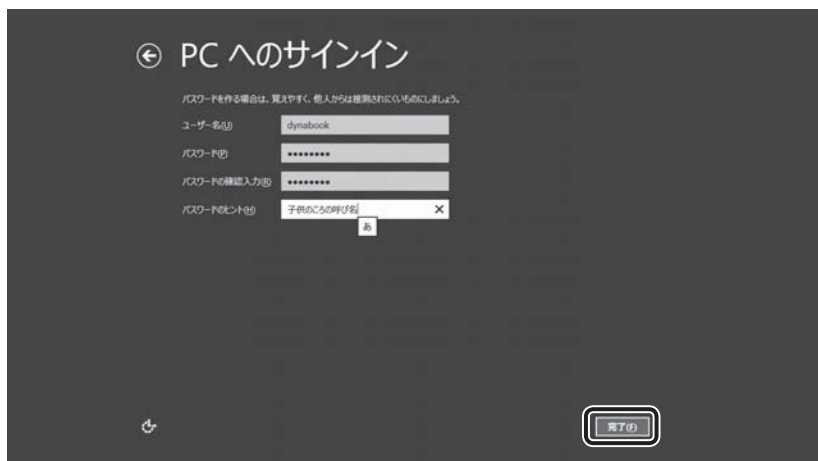 PC へのサインイン
パスワードを作る場合は、覚えやすく、他人からは推測されにくいものにしましょう。
ユーザー名(U) dynabook
パスワード(P) ••••••••
パスワードの確認入力(R) ••••••••
パスワードのヒント(H) 子供のころの呼び名
あ
完了(F)